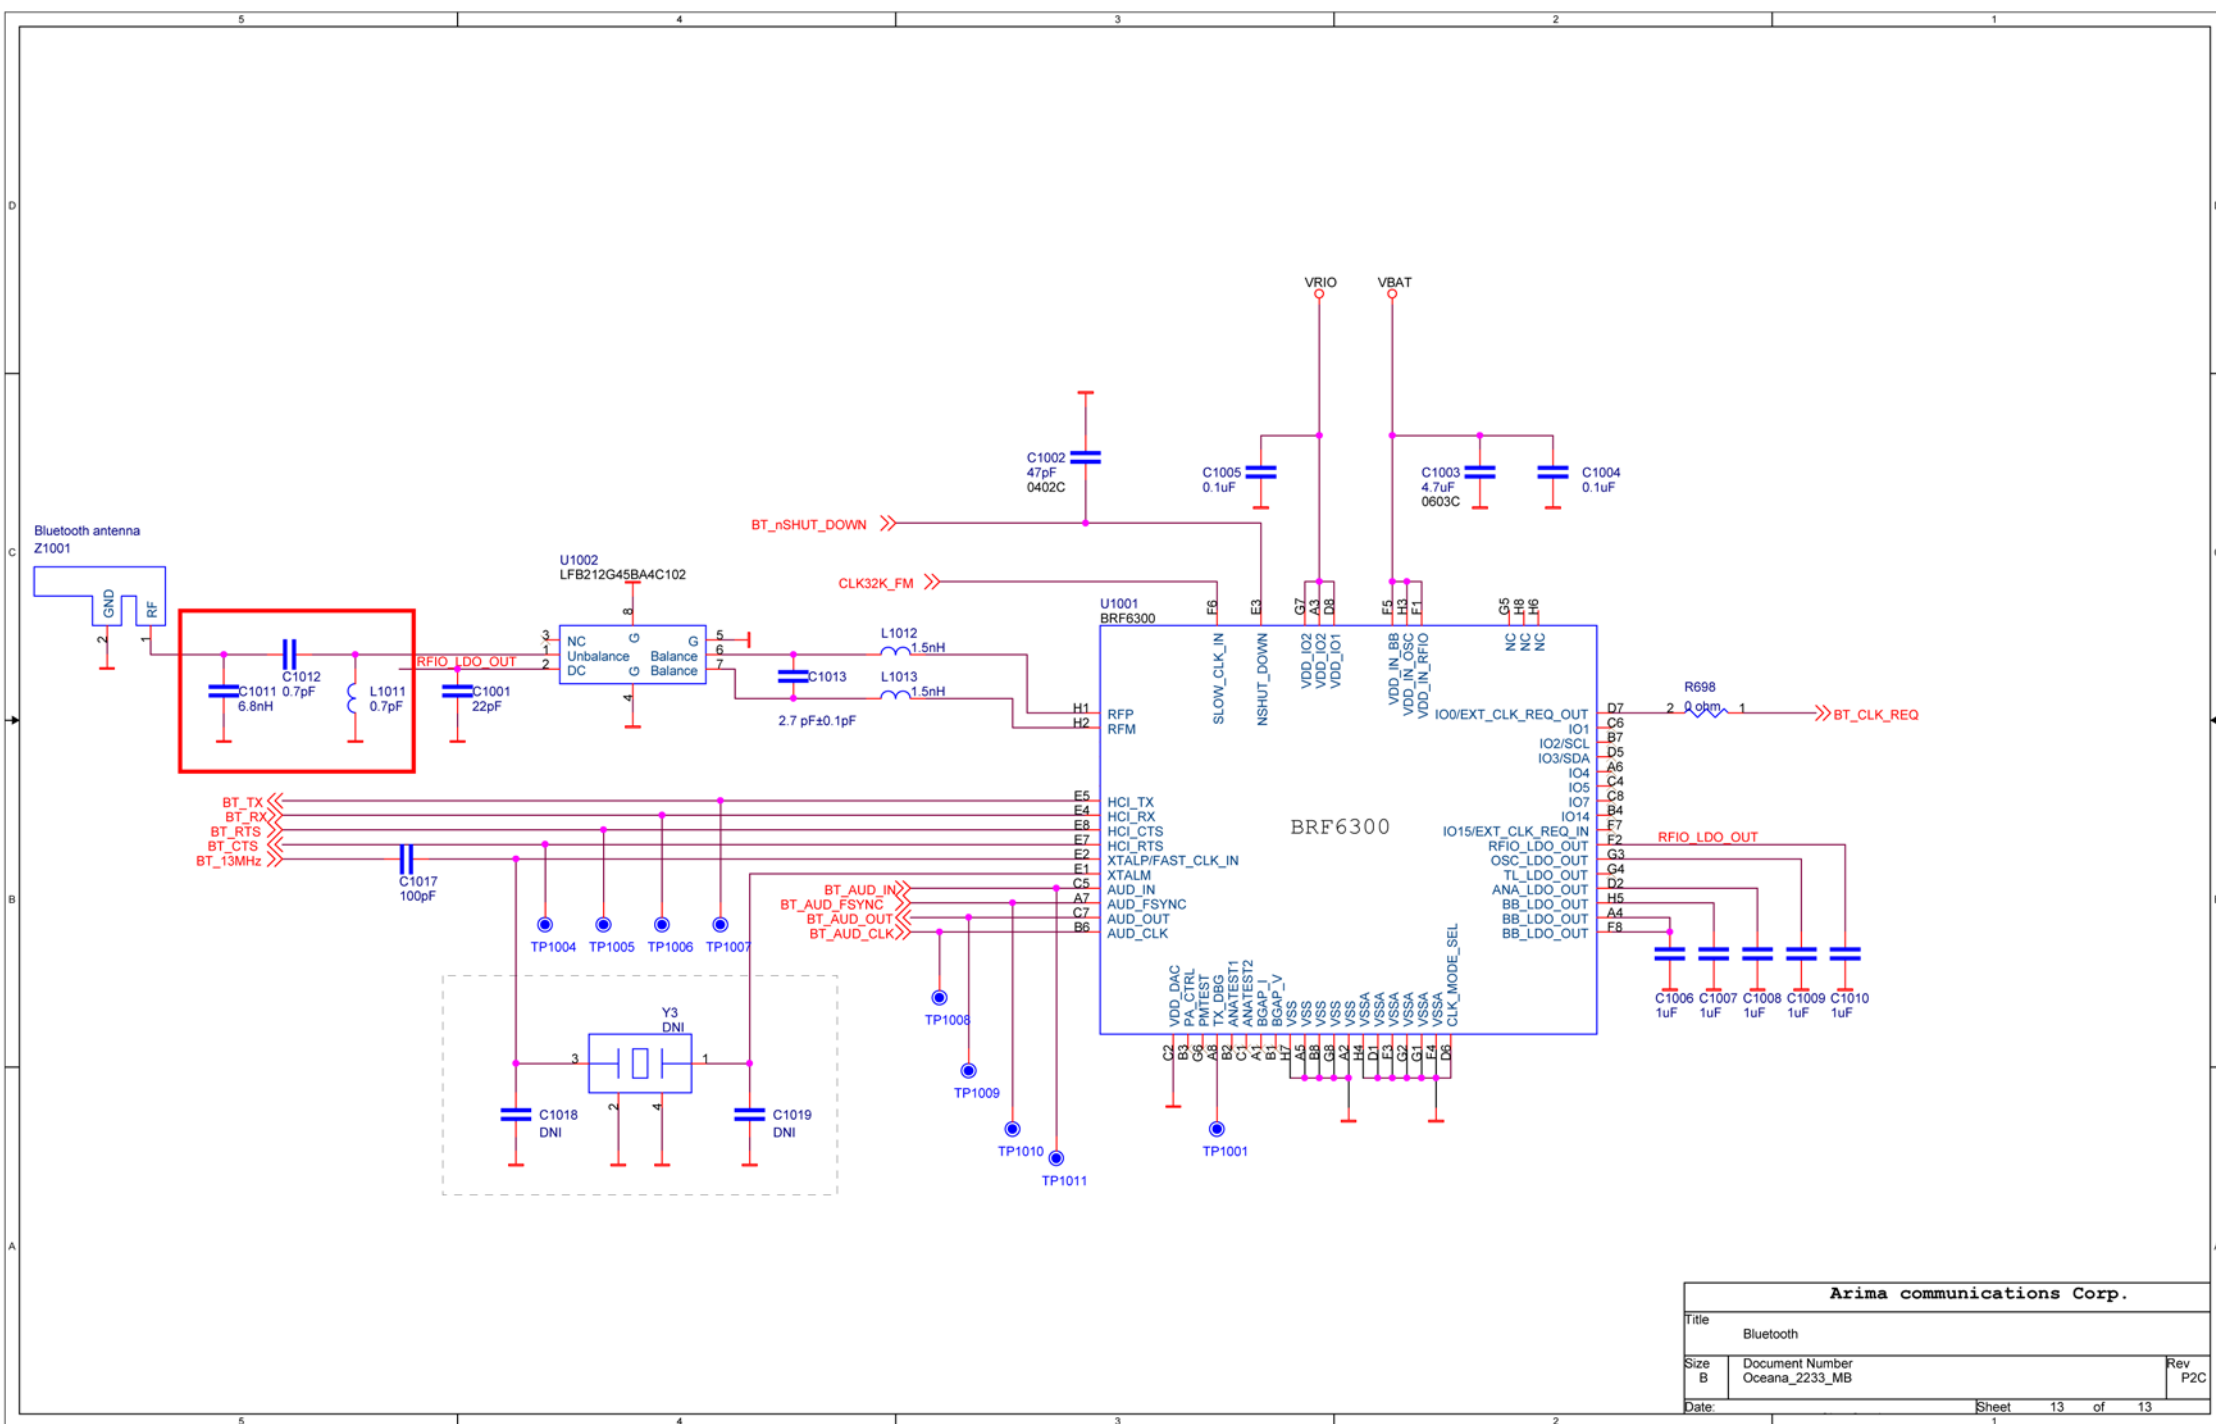 5
4
3
2
1
D
C
B
A
VRIO
VBAT
C1002
47pF
0402C
C1005
0.1uF
C1003
4.7uF
0603C
C1004
0.1uF
BT_nSHUT_DOWN
CLK32K_FM
Bluetooth antenna
Z1001
GND
RF
2
1
C1011
6.8nH
C1012
0.7pF
L1011
0.7pF
RFIO_LDO_OUT
C1001
22pF
U1002
LFB212G45BA4C102
8
3
1
2
NC
Unbalance
DC
G
G
G
Balance
Balance
5
6
7
4
C1013
2.7 pF±0.1pF
L1012
1.5nH
L1013
1.5nH
U1001
BRF6300
F6
E3
G7
A3
D8
F5
H3
F1
G5
H8
H6
SLOW_CLK_IN
NSHUT_DOWN
VDD_IO2
VDD_IO2
VDD_IO1
VDD_IN_BB
VDD_IN_OSC
VDD_IN_RFIO
NC
NC
NC
H1 RFP
H2 RFM
BT_TX
BT_RX
BT_RTS
BT_CTS
BT_13MHz
C1017
100pF
E5 HCI_TX
E4 HCI_RX
E8 HCI_CTS
E7 HCI_RTS
E2 XTALP/FAST_CLK_IN
E1 XTALM
C5 AUD_IN
A7 AUD_FSYNC
C7 AUD_OUT
B6 AUD_CLK
BT_AUD_IN
BT_AUD_FSYNC
BT_AUD_OUT
BT_AUD_CLK
BRF6300
IO0/EXT_CLK_REQ_OUT D7
IO1 C6
IO2/SCL B7
IO3/SDA D5
IO4 A6
IO5 C4
IO7 C8
IO14 B4
IO15/EXT_CLK_REQ_IN F7
RFIO_LDO_OUT F2
OSC_LDO_OUT G3
TL_LDO_OUT G4
ANA_LDO_OUT D2
BB_LDO_OUT H5
BB_LDO_OUT A4
BB_LDO_OUT F8
R698
2 0 ohm 1
BT_CLK_REQ
RFIO_LDO_OUT
C1006
1uF
C1007
1uF
C1008
1uF
C1009
1uF
C1010
1uF
VDD_DAC
PA_CTRL
PMTEST
TX_DBG
ANATEST1
ANATEST2
BGAP_I
BGAP_V
VSS
VSS
VSS
VSS
VSS
VSSA
VSSA
VSSA
VSSA
VSSA
VSSA
CLK_MODE_SEL
C2
B3
G6
A8
B2
C1
A1
B1
H7
A5
B8
G8
A2
H4
D1
F3
G2
G1
F4
D6
TP1004
TP1005
TP1006
TP1007
TP1008
TP1009
TP1010
TP1011
TP1001
Y3
DNI
3
1
2
4
C1018
DNI
C1019
DNI
Arima communications Corp.
Title
Bluetooth
Size
B
Document Number
Oceana_2233_MB
Rev
P2C
Date:
Sheet 13 of 13
5
4
3
2
1